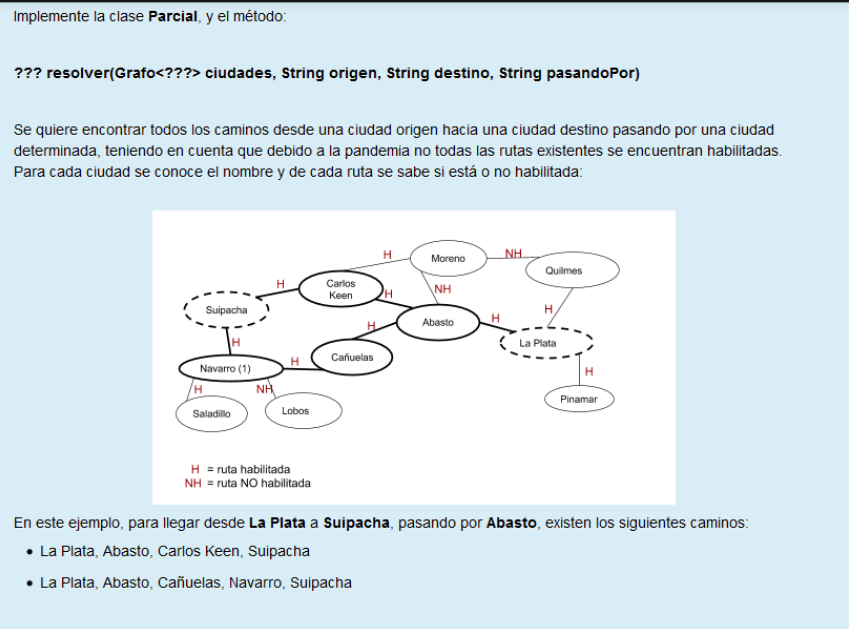 Implemente la clase Parcial, y el método:
??? resolver(Grafo<???> ciudades, String origen, String destino, String pasandoPor)
Se quiere encontrar todos los caminos desde una ciudad origen hacia una ciudad destino pasando por una ciudad
determinada, teniendo en cuenta que debido a la pandemia no todas las rutas existentes se encuentran habilitadas.
Para cada ciudad se conoce el nombre y de cada ruta se sabe si está o no habilitada:
H
Moreno
NH
Quilmes
H
Carlos
Keen
H
NH
Suipacha
H
Abasto
H
H
La Plata
H
Navarro (1)
H
Cañuelas
H
H
NH
Saladillo
Lobos
Pinamar
H = ruta habilitada
NH = ruta NO habilitada
En este ejemplo, para llegar desde La Plata a Suipacha, pasando por Abasto, existen los siguientes caminos:
• La Plata, Abasto, Carlos Keen, Suipacha
• La Plata, Abasto, Cañuelas, Navarro, Suipacha